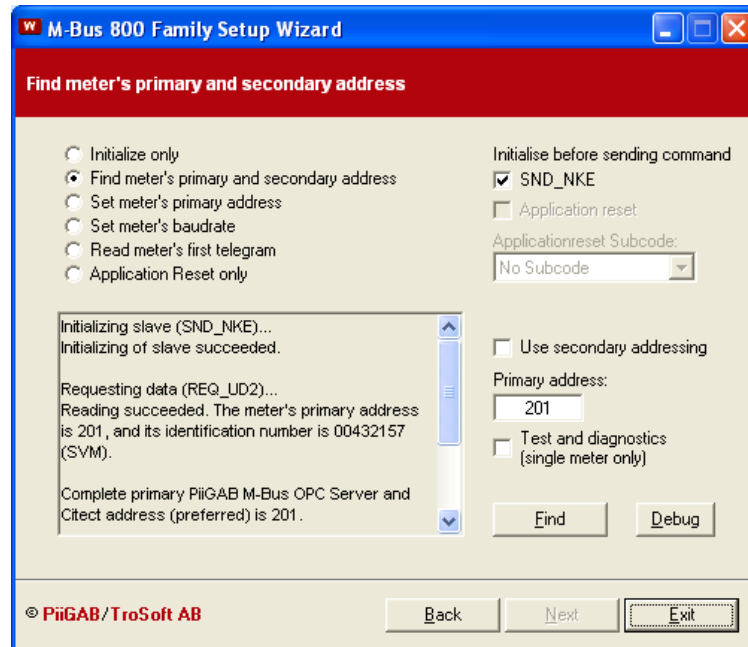 W M-Bus 800 Family Setup Wizard
Find meter's primary and secondary address
Initialize only
Find meter's primary and secondary address
Set meter's primary address
Set meter's baudrate
Read meter's first telegram
Application Reset only
Initialise before sending command
SND_NKE
Application reset
Applicationreset Subcode:
No Subcode
Initializing slave (SND_NKE)...
Initializing of slave succeeded.
Requesting data (REQ_UD2)...
Reading succeeded. The meter's primary address
is 201, and its identification number is 00432157
(SVM).
Complete primary PiiGAB M-Bus OPC Server and
Citect address (preferred) is 201.
Use secondary addressing
Primary address:
201
Test and diagnostics
(single meter only)
Find
Debug
© PiiGAB/TroSoft AB
Back
Next
Exit